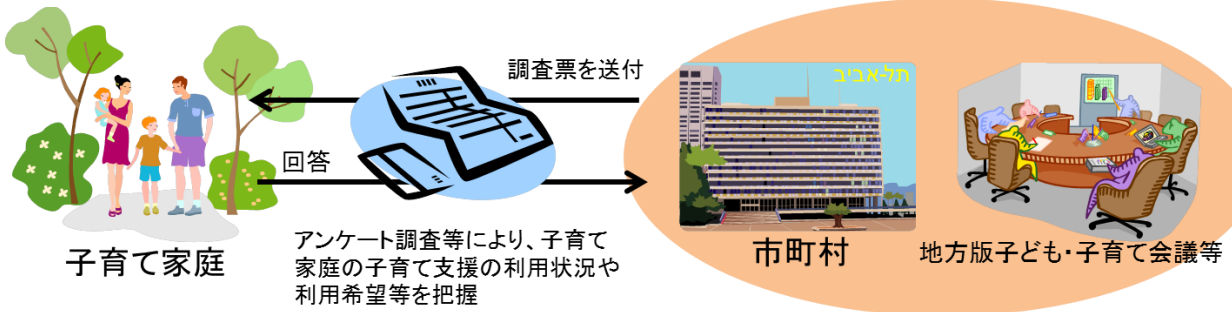 調査票を送付
תל-אביב
回答
アンケート調査等により、子育て
家庭の子育て支援の利用状況や
利用希望等を把握
子育て家庭
市町村
地方版子ども・子育て会議等